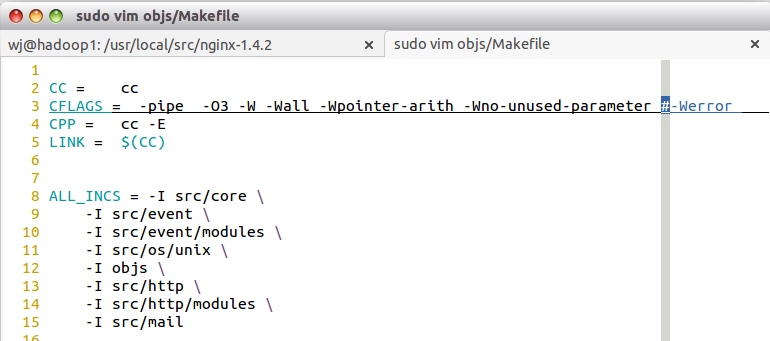 sudo vim objs/Makefile
wj@hadoop1: /usr/local/src/nginx-1.4.2 × sudo vim objs/Makefile ×
1
2 CC =    cc
3 CFLAGS =  -pipe  -O3 -W -Wall -Wpointer-arith -Wno-unused-parameter #-Werror
4 CPP =   cc -E
5 LINK =  $(CC)
6
7
8 ALL_INCS = -I src/core \
9     -I src/event \
10     -I src/event/modules \
11     -I src/os/unix \
12     -I objs \
13     -I src/http \
14     -I src/http/modules \
15     -I src/mail
16